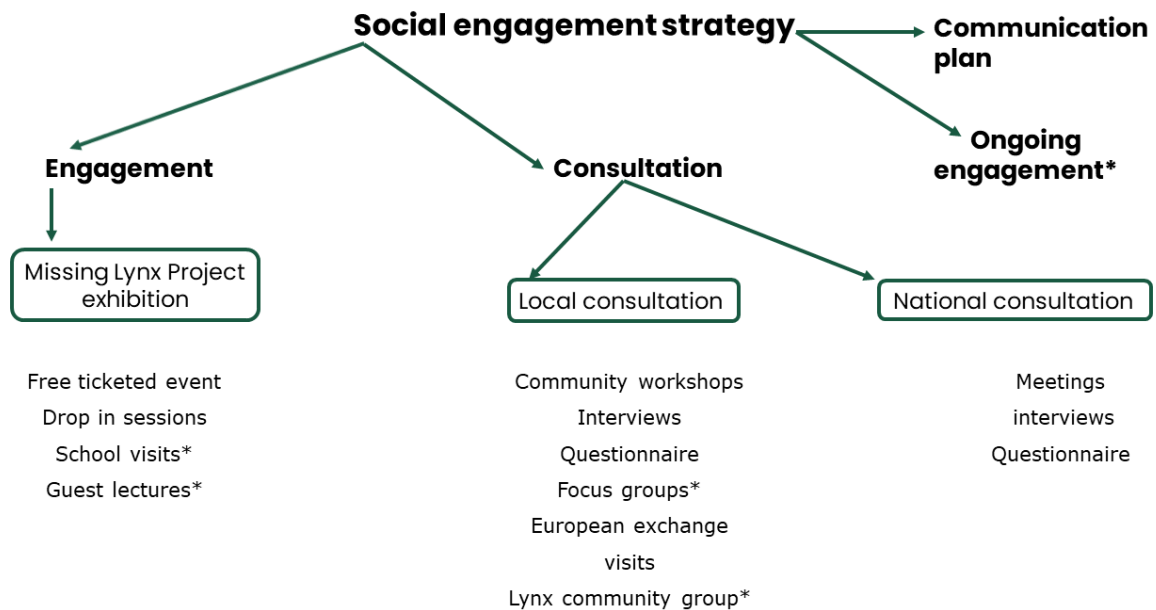 Social engagement strategy
Communication
plan
Ongoing
engagement*
Engagement
Consultation
Missing Lynx Project
exhibition
Local consultation
National consultation
Free ticketed event
Drop in sessions
School visits*
Guest lectures*
Community workshops
Interviews
Questionnaire
Focus groups*
European exchange
visits
Lynx community group*
Meetings
interviews
Questionnaire